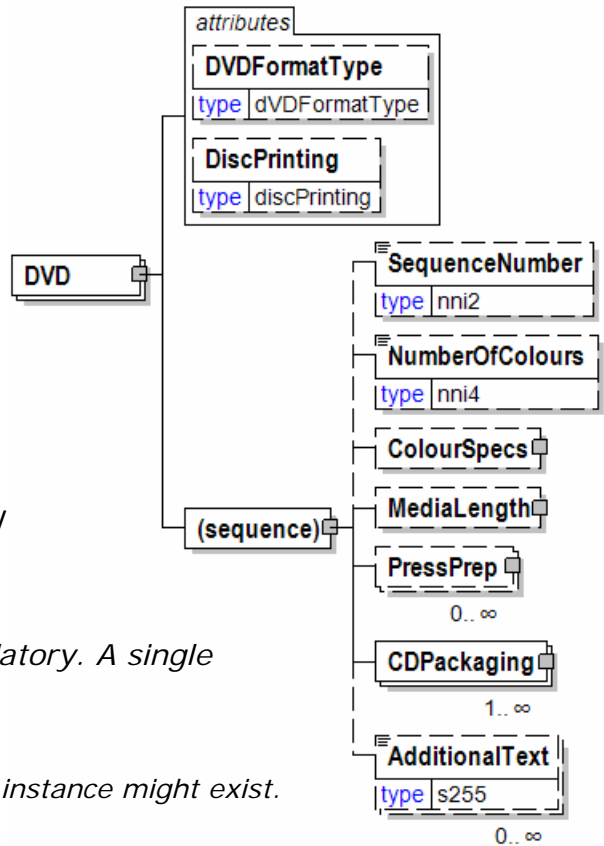 attributes
DVDFormatType
type dVDFormatType
DiscPrinting
type discPrinting
DVD
SequenceNumber
type nni2
NumberOfColours
type nni4
ColourSpecs
MediaLength
(sequence)
PressPrep
0.. ∞
latory. A single
CDPackaging
1.. ∞
AdditionalText
instance might exist.
type s255
0.. ∞